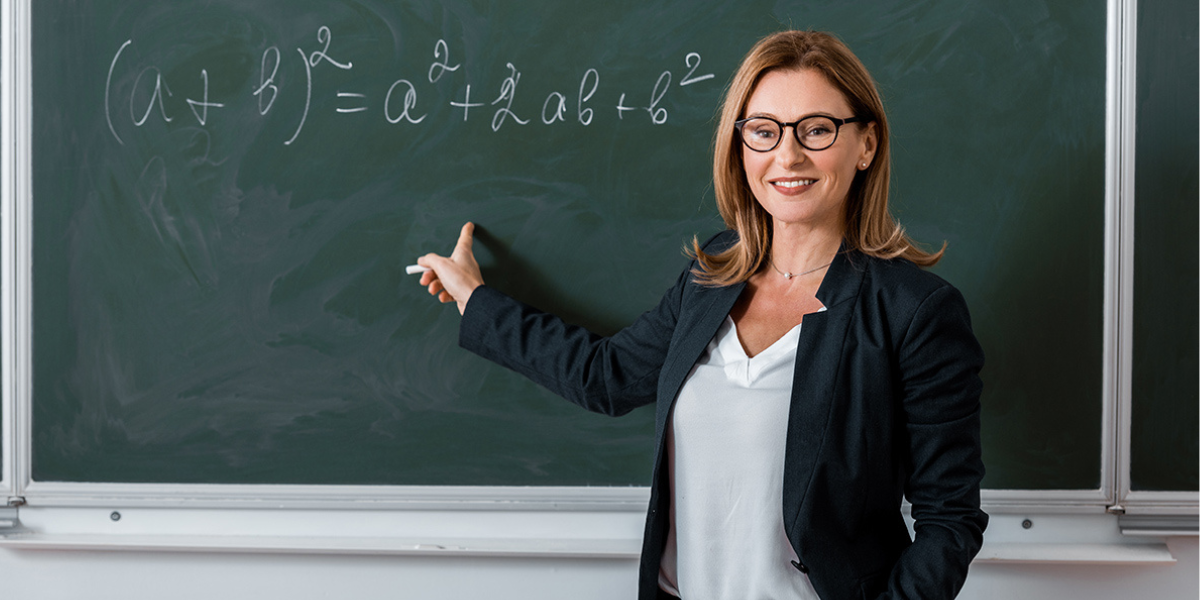 (a + b)² = a² + 2ab + b²